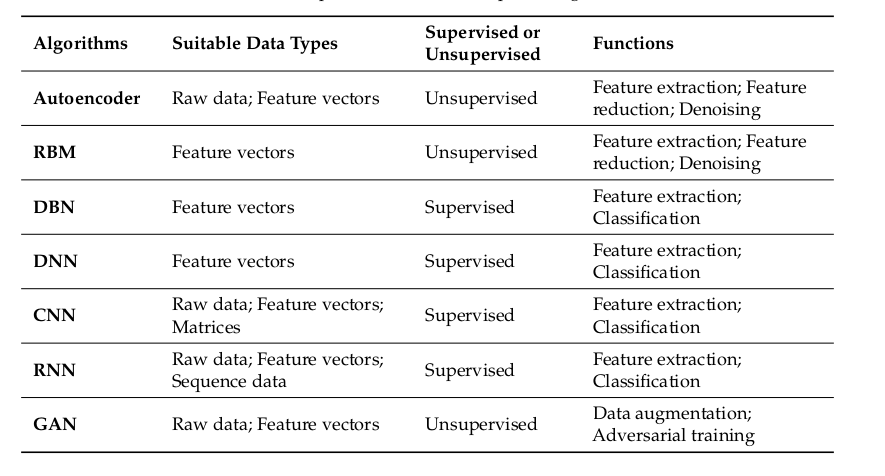 Algorithms Suitable Data Types Supervised or Unsupervised Functions
Autoencoder Raw data; Feature vectors Unsupervised Feature extraction; Feature
reduction; Denoising
RBM Feature vectors Unsupervised Feature extraction; Feature
reduction; Denoising
DBN Feature vectors Supervised Feature extraction;
Classification
DNN Feature vectors Supervised Feature extraction;
Classification
CNN Raw data; Feature vectors;
Matrices Supervised Feature extraction;
Classification
RNN Raw data; Feature vectors;
Sequence data Supervised Feature extraction;
Classification
GAN Raw data; Feature vectors Unsupervised Data augmentation;
Adversarial training